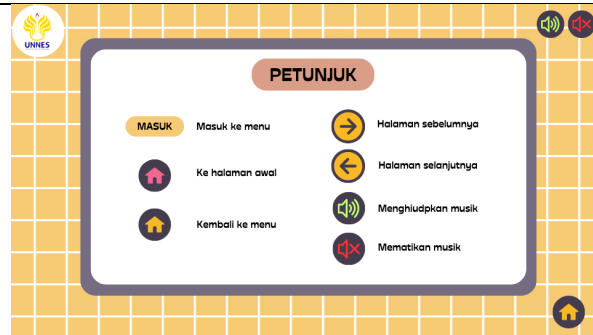 UNNES
PETUNJUK
MASUK Masuk ke menu
Ke halaman awal
Kembali ke menu
Halaman sebelumnya
Halaman selanjutnya
Menghiudpkan musik
Mematikan musik